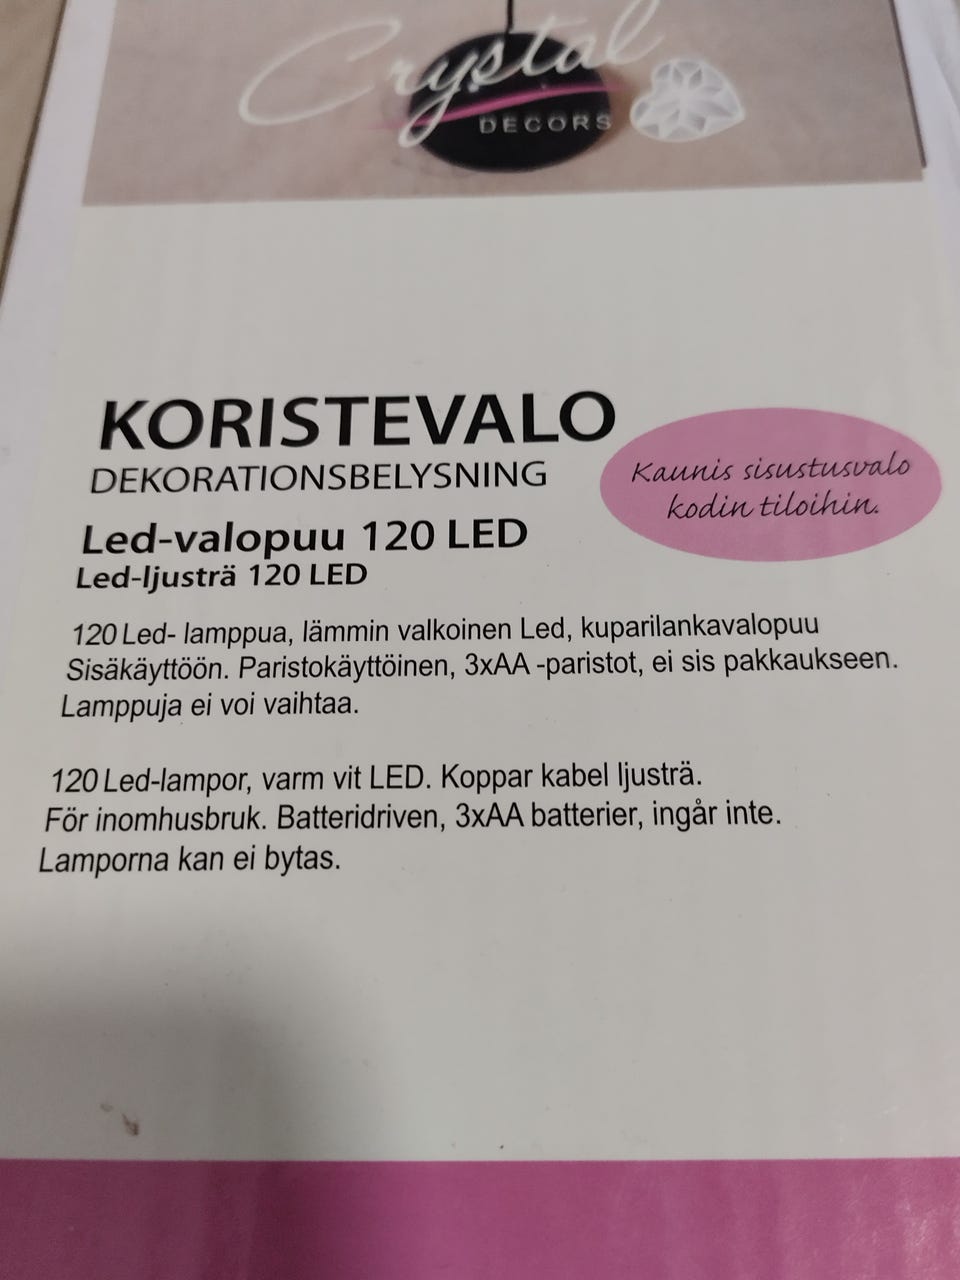 Crystal
DECORS
KORISTEVALO
DEKORATIONSBELYSNING
Kaunis sisustusvalo
kodin tiloihin.
Led-valopuu 120 LED
Led-ljusträ 120 LED
120 Led- lamppua, lämmin valkoinen Led, kuparilankavalopuu
Sisäkäyttöön. Paristokäyttöinen, 3xAA -paristot, ei sis pakkaukseen.
Lamppuja ei voi vaihtaa.
120 Led-lampor, varm vit LED. Koppar kabel ljusträ.
För inomhusbruk. Batteridriven, 3xAA batterier, ingår inte.
Lamporna kan ei bytas.